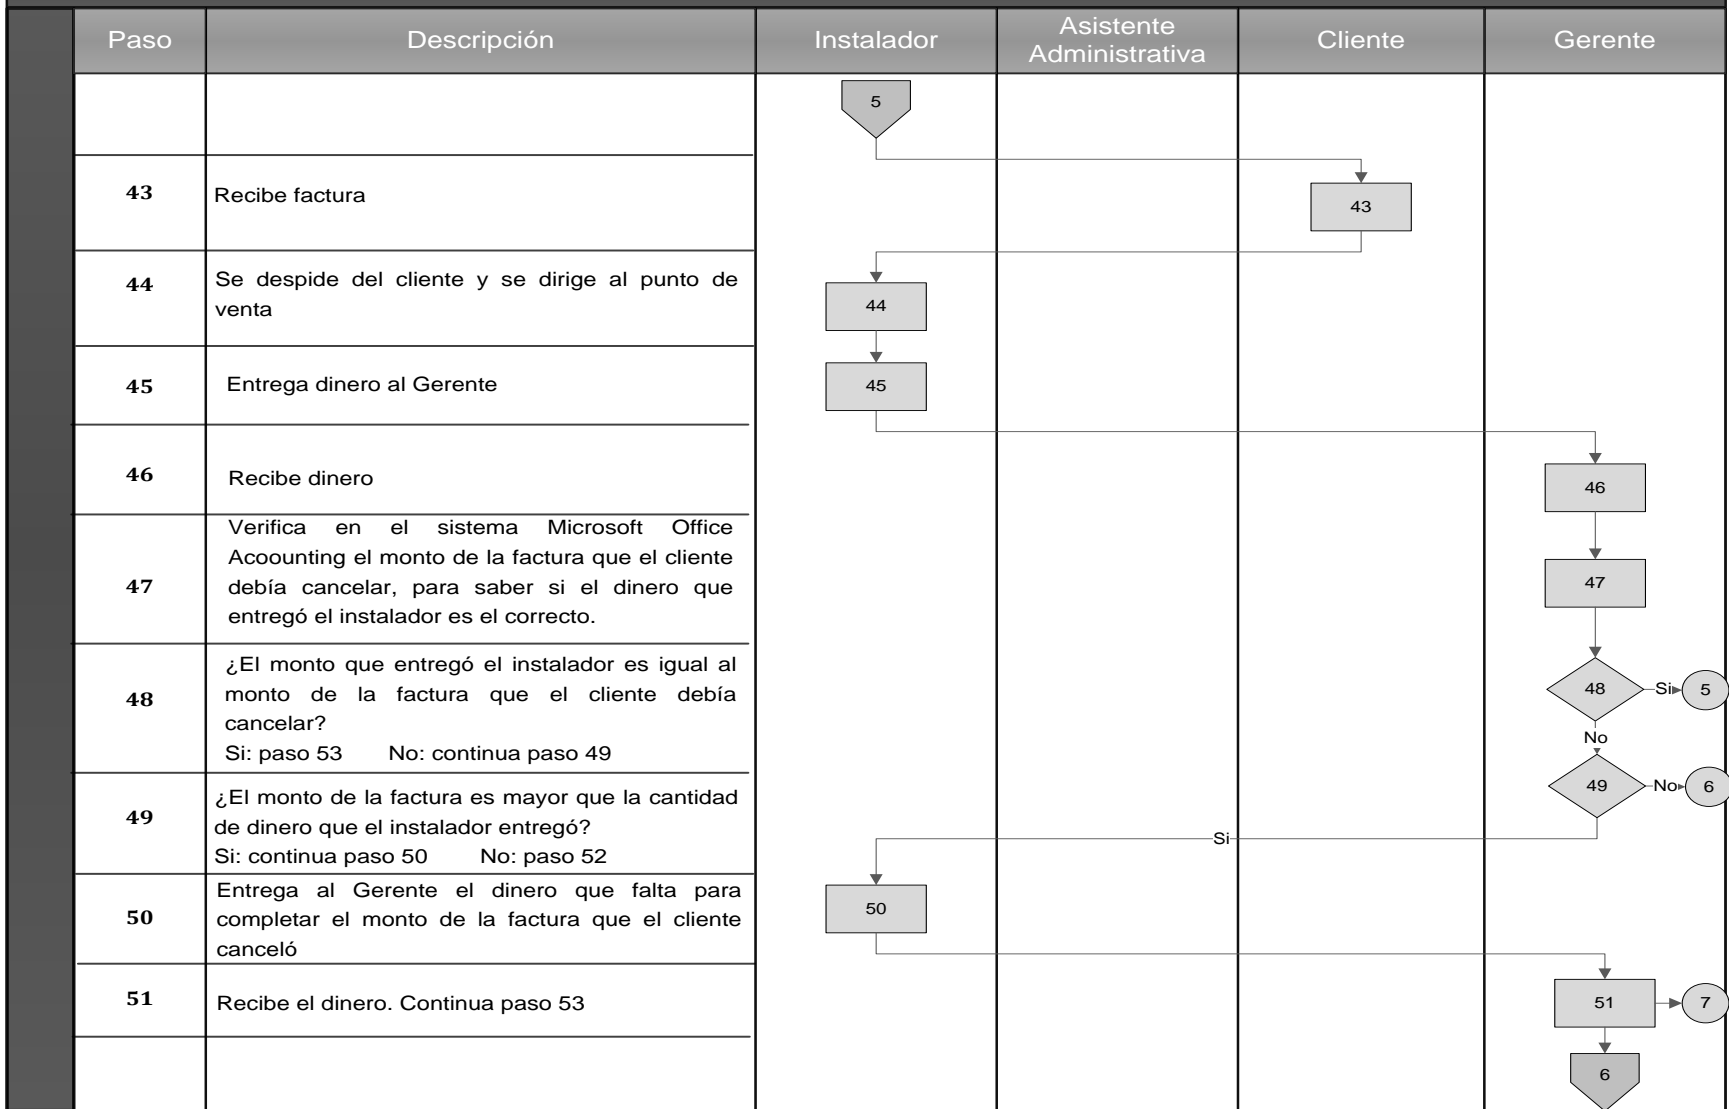 Paso Descripción Instalador Asistente Administrativa Cliente Gerente
5
43 Recibe factura
43
44 Se despide del cliente y se dirige al punto de
venta
44
45 Entrega dinero al Gerente
45
46 Recibe dinero
46
47 Verifica en el sistema Microsoft Office
Acoounting el monto de la factura que el cliente
debía cancelar, para saber si el dinero que
entregó el instalador es el correcto.
47
48 ¿El monto que entregó el instalador es igual al
monto de la factura que el cliente debía
cancelar?
Si: paso 53 No: continua paso 49
48 Si 5
No
49 ¿El monto de la factura es mayor que la cantidad
de dinero que el instalador entregó?
Si: continua paso 50 No: paso 52
49 No 6
Si
50 Entrega al Gerente el dinero que falta para
completar el monto de la factura que el cliente
canceló
50
51 Recibe el dinero. Continua paso 53
51 7
6